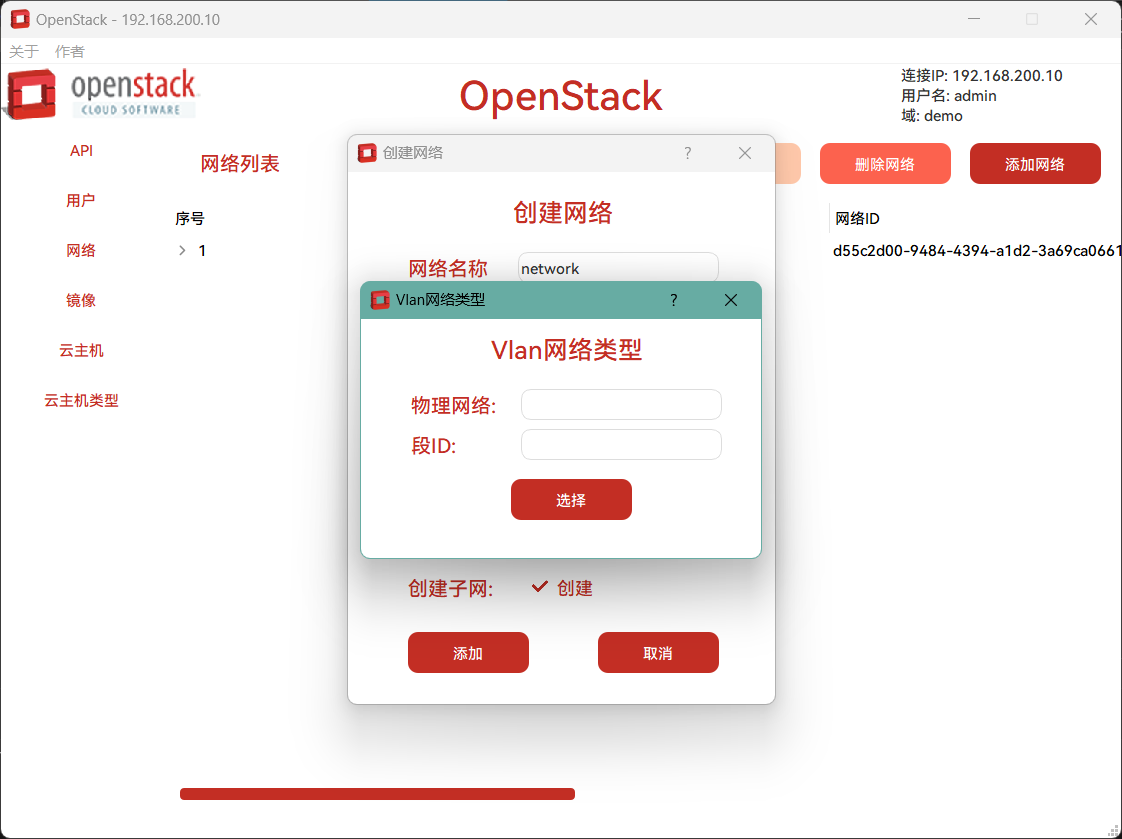 OpenStack - 192.168.200.10
关于 作者
openstack
CLOUD SOFTWARE
OpenStack
连接IP: 192.168.200.10
用户名: admin
域: demo
API
用户
网络
镜像
云主机
云主机类型
网络列表
删除网络
添加网络
序号
网络ID
1
d55c2d00-9484-4394-a1d2-3a69ca0661
创建网络
?
创建网络
网络名称
network
Vlan网络类型
?
Vlan网络类型
物理网络:
段ID:
选择
创建子网:
创建
添加
取消